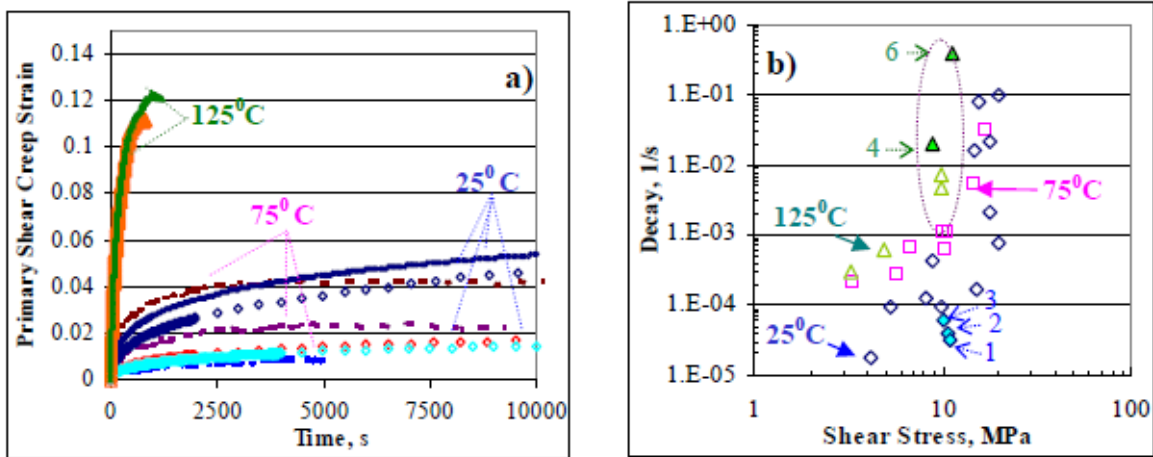 a)
Primary Shear Creep Strain
0.14
0.12
0.1
0.08
0.06
0.04
0.02
0
125⁰C
75⁰ C
25⁰ C
0 2500 5000 7500 10000
Time, s
b)
Decay, 1/s
1.E+00
1.E-01
1.E-02
1.E-03
1.E-04
1.E-05
6
4
75⁰C
125⁰C
3
2
25⁰C
1
1 10 100
Shear Stress, MPa